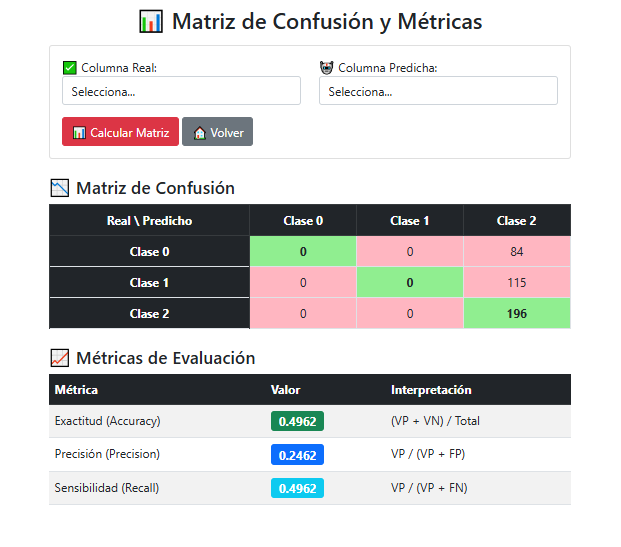 Matriz de Confusión y Métricas
Columna Real: Columna Predicha:
Selecciona... Selecciona...
Calcular Matriz Volver
Matriz de Confusión
Real \ Predicho Clase 0 Clase 1 Clase 2
Clase 0 0 0 84
Clase 1 0 0 115
Clase 2 0 0 196
Métricas de Evaluación
Métrica Valor Interpretación
Exactitud (Accuracy) 0.4962 (VP + VN) / Total
Precisión (Precision) 0.2462 VP / (VP + FP)
Sensibilidad (Recall) 0.4962 VP / (VP + FN)